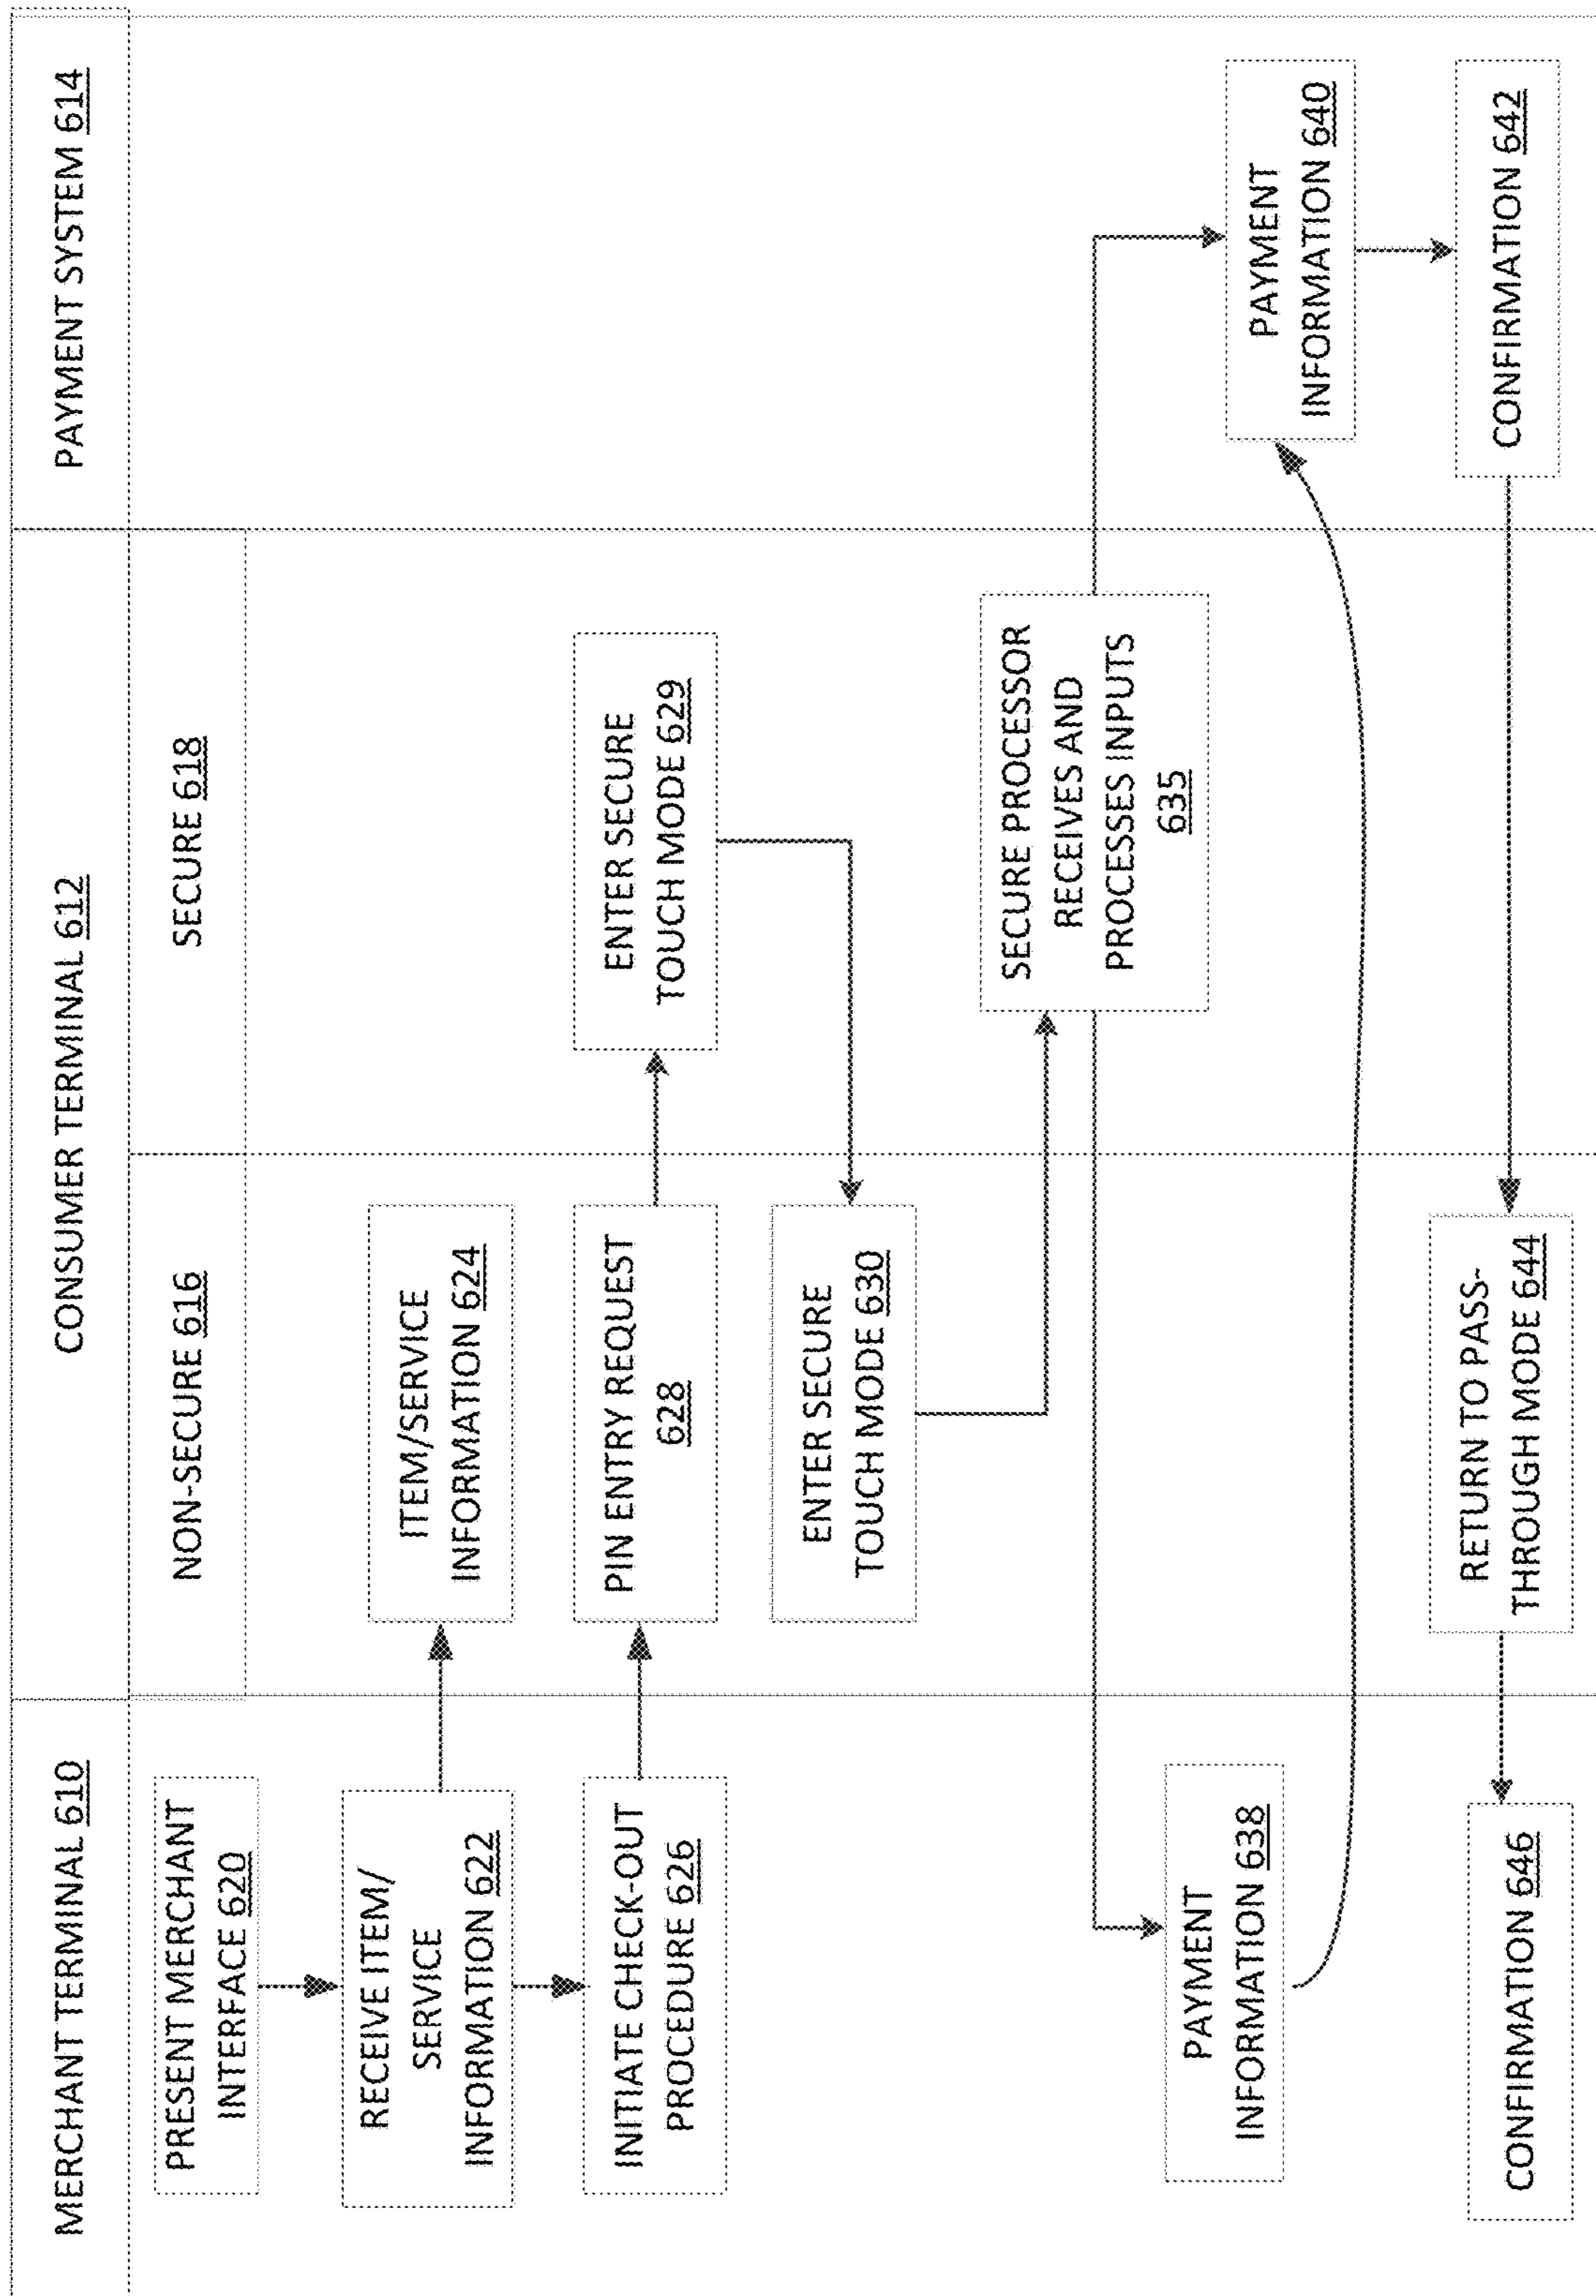 MERCHANT TERMINAL 610
CONSUMER TERMINAL 612
PAYMENT SYSTEM 614
NON-SECURE 616
SECURE 618
PRESENT MERCHANT
INTERFACE 620
RECEIVE ITEM/
SERVICE
INFORMATION 622
ITEM/SERVICE
INFORMATION 624
INITIATE CHECK-OUT
PROCEDURE 626
PIN ENTRY REQUEST
628
ENTER SECURE
TOUCH MODE 629
ENTER SECURE
TOUCH MODE 630
SECURE PROCESSOR
RECEIVES AND
PROCESSES INPUTS
635
PAYMENT
INFORMATION 638
PAYMENT
INFORMATION 640
CONFIRMATION 642
RETURN TO PASS-
THROUGH MODE 644
CONFIRMATION 646